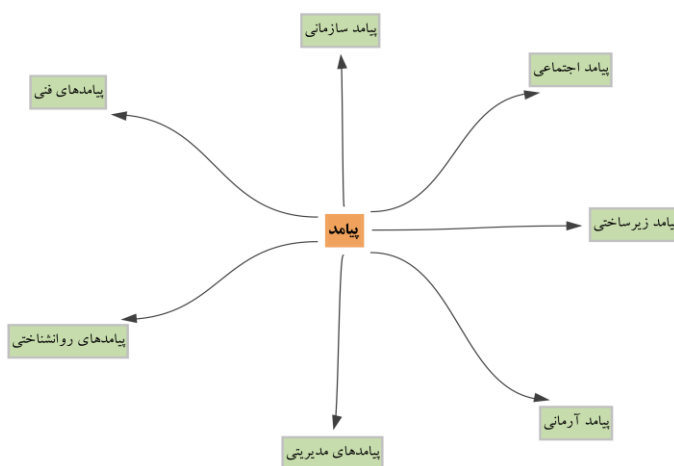 پیامد سازمانی
پیامد اجتماعی
پیامدهای فنی
پیامد زیرساختی
پیامد
پیامدهای روانشناختی
پیامد آرمانی
پیامدهای مدیریتی